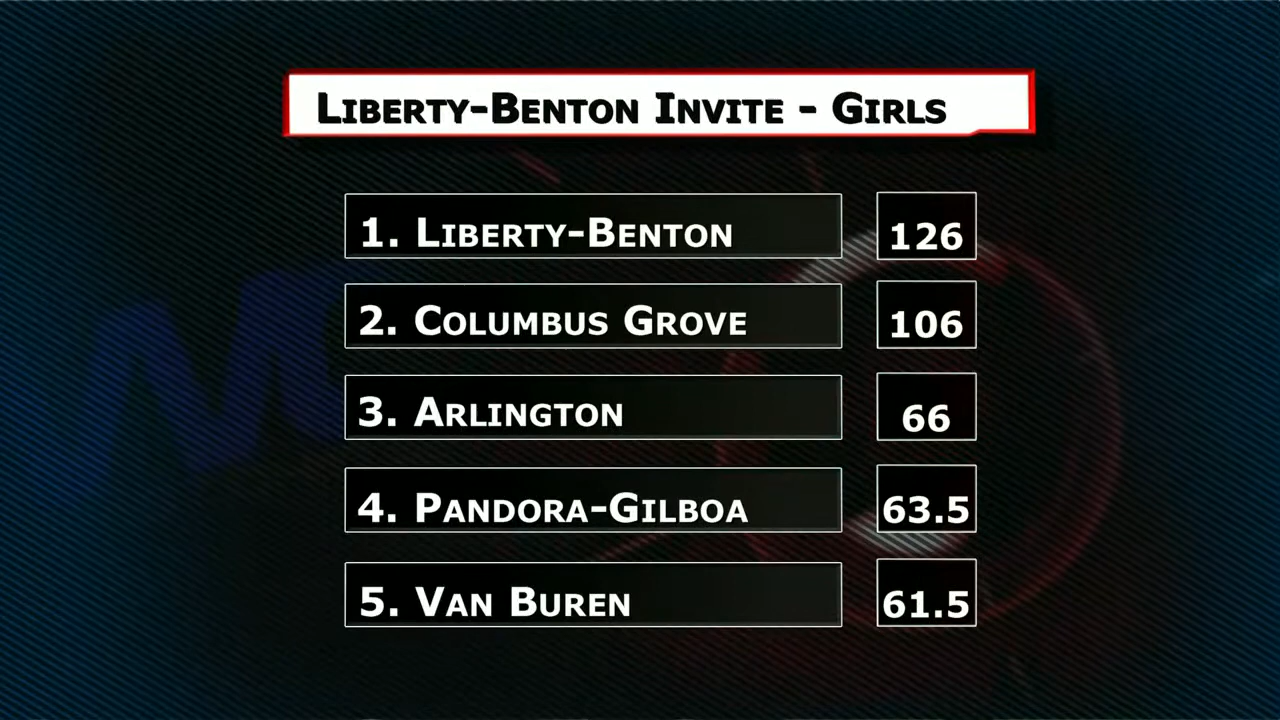 Liberty-Benton Invite - Girls
1. Liberty-Benton 126
2. Columbus Grove 106
3. Arlington 66
4. Pandora-Gilboa 63.5
5. Van Buren 61.5